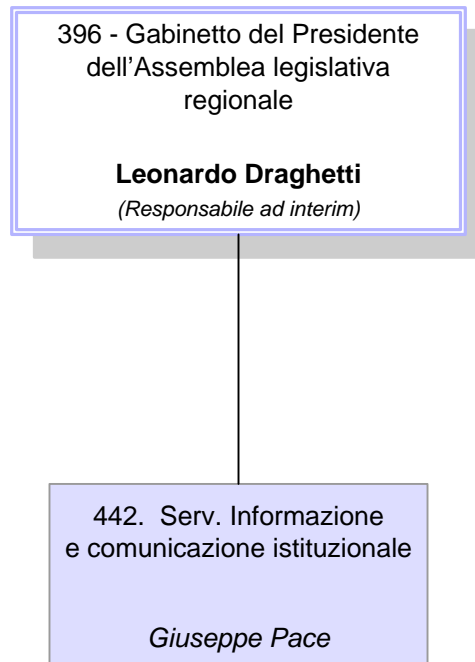 396 - Gabinetto del Presidente
dell'Assemblea legislativa
regionale
Leonardo Draghetti
(Responsabile ad interim)
442. Serv. Informazione
e comunicazione istituzionale
Giuseppe Pace